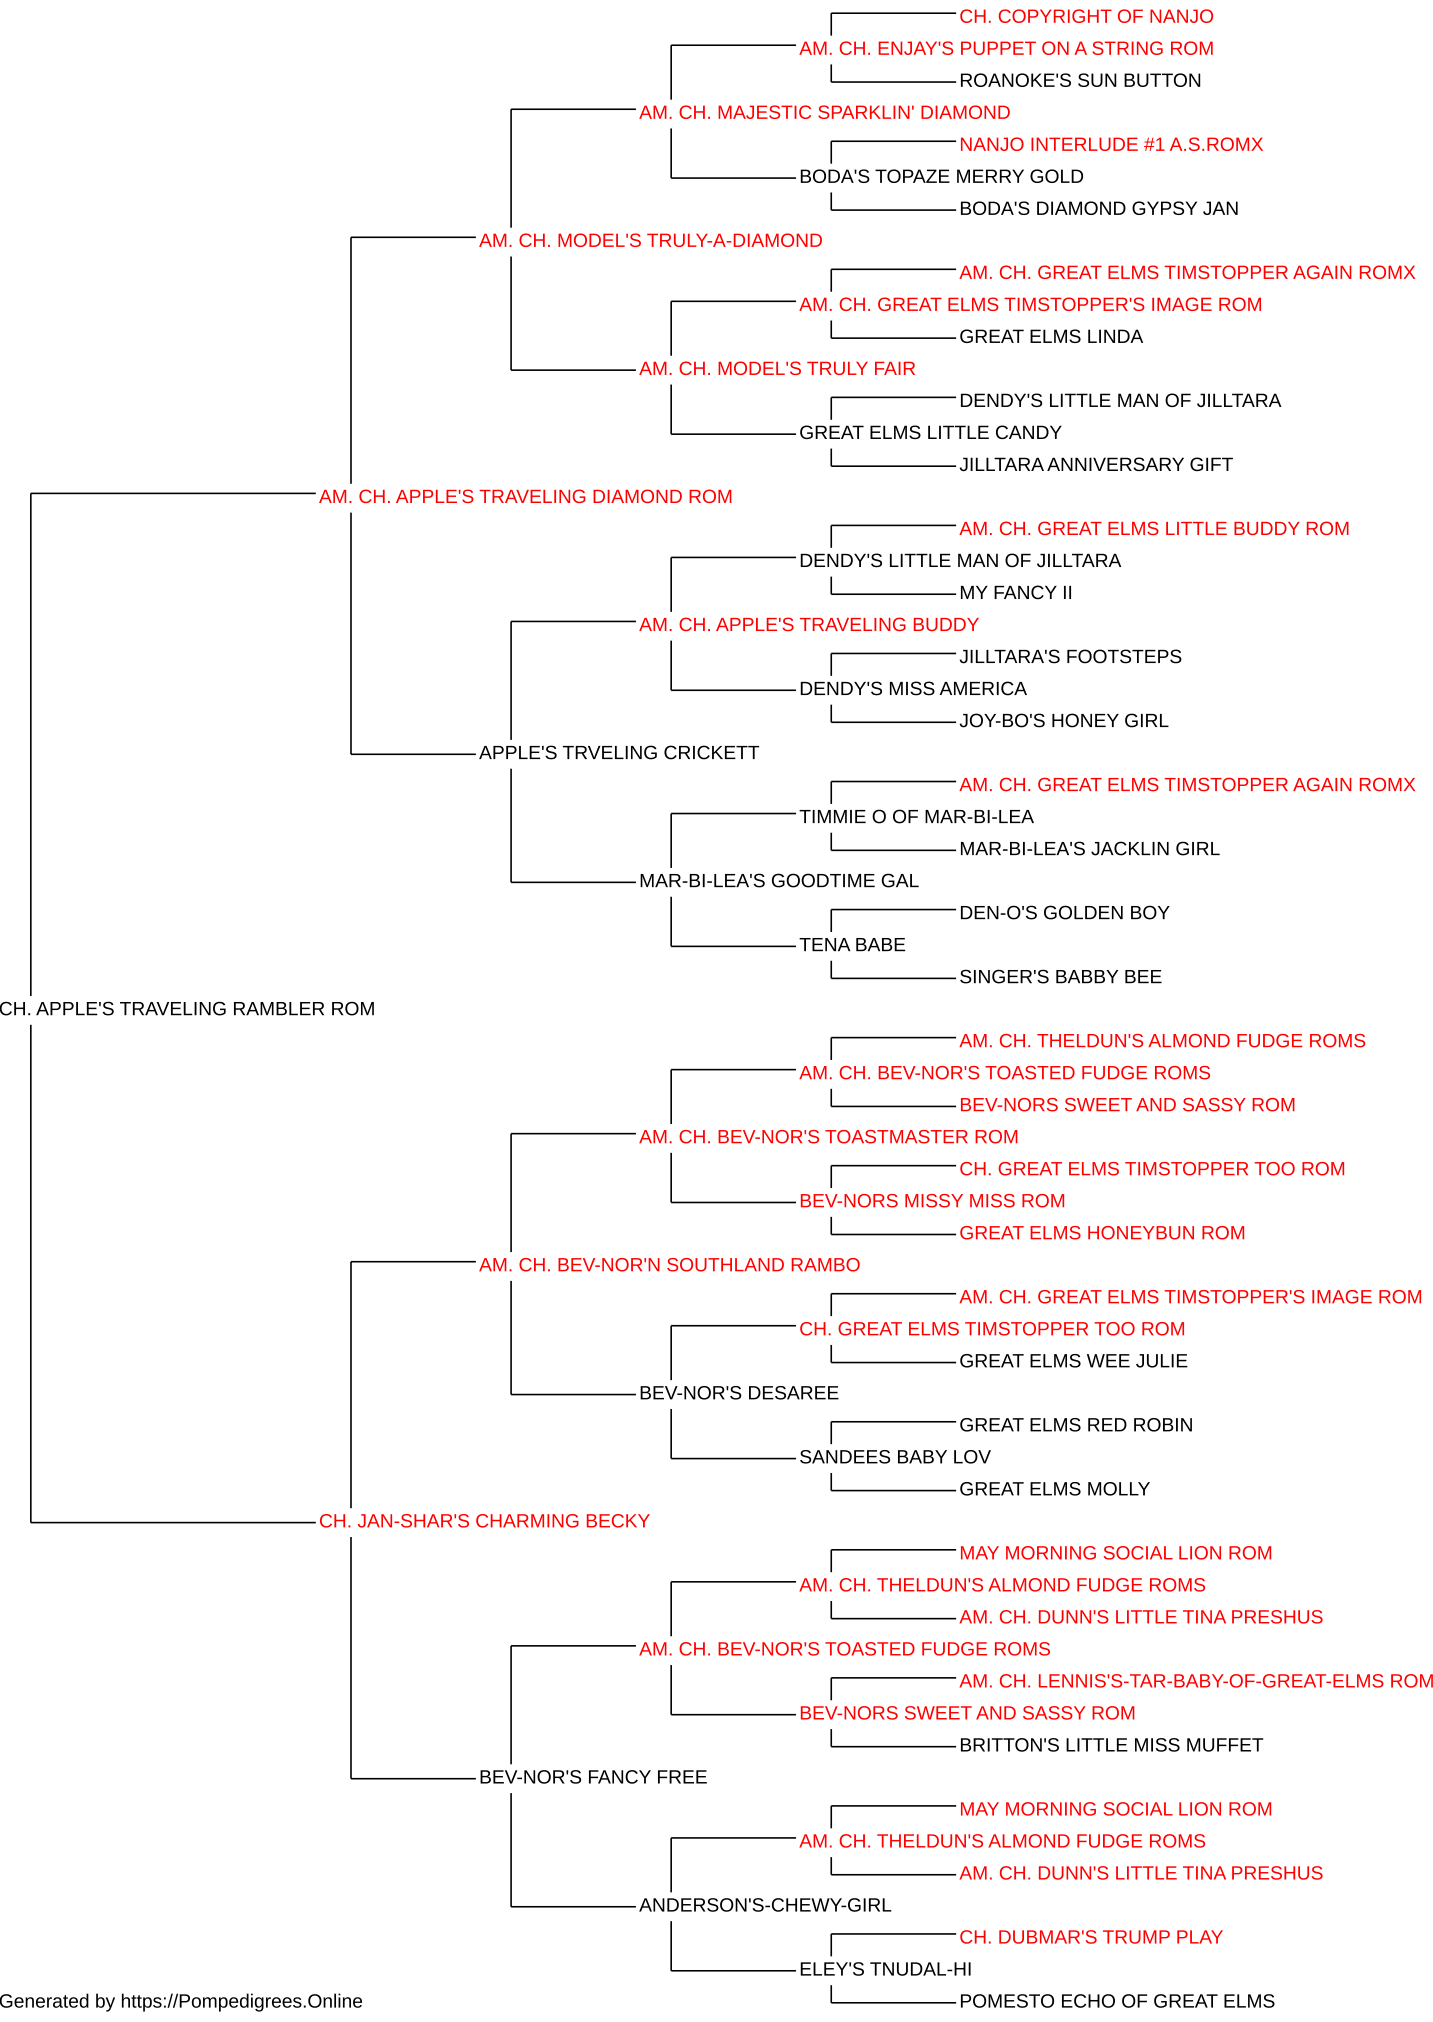 CH. COPYRIGHT OF NANJO
AM. CH. ENJAY'S PUPPET ON A STRING ROM
ROANOKE'S SUN BUTTON
AM. CH. MAJESTIC SPARKLIN' DIAMOND
NANJO INTERLUDE #1 A.S.ROMX
BODA'S TOPAZE MERRY GOLD
BODA'S DIAMOND GYPSY JAN
AM. CH. MODEL'S TRULY-A-DIAMOND
AM. CH. GREAT ELMS TIMSTOPPER AGAIN ROMX
AM. CH. GREAT ELMS TIMSTOPPER'S IMAGE ROM
GREAT ELMS LINDA
AM. CH. MODEL'S TRULY FAIR
DENDY'S LITTLE MAN OF JILLTARA
GREAT ELMS LITTLE CANDY
JILLTARA ANNIVERSARY GIFT
AM. CH. APPLE'S TRAVELING DIAMOND ROM
AM. CH. GREAT ELMS LITTLE BUDDY ROM
DENDY'S LITTLE MAN OF JILLTARA
MY FANCY II
AM. CH. APPLE'S TRAVELING BUDDY
JILLTARA'S FOOTSTEPS
DENDY'S MISS AMERICA
JOY-BO'S HONEY GIRL
APPLE'S TRVELING CRICKETT
AM. CH. GREAT ELMS TIMSTOPPER AGAIN ROMX
TIMMIE O OF MAR-BI-LEA
MAR-BI-LEA'S JACKLIN GIRL
MAR-BI-LEA'S GOODTIME GAL
DEN-O'S GOLDEN BOY
TENA BABE
SINGER'S BABBY BEE
CH. APPLE'S TRAVELING RAMBLER ROM
AM. CH. THELDUN'S ALMOND FUDGE ROMS
AM. CH. BEV-NOR'S TOASTED FUDGE ROMS
BEV-NORS SWEET AND SASSY ROM
AM. CH. BEV-NOR'S TOASTMASTER ROM
CH. GREAT ELMS TIMSTOPPER TOO ROM
BEV-NORS MISSY MISS ROM
GREAT ELMS HONEYBUN ROM
AM. CH. BEV-NOR'N SOUTHLAND RAMBO
AM. CH. GREAT ELMS TIMSTOPPER'S IMAGE ROM
CH. GREAT ELMS TIMSTOPPER TOO ROM
GREAT ELMS WEE JULIE
BEV-NOR'S DESAREE
GREAT ELMS RED ROBIN
SANDEES BABY LOV
GREAT ELMS MOLLY
CH. JAN-SHAR'S CHARMING BECKY
MAY MORNING SOCIAL LION ROM
AM. CH. THELDUN'S ALMOND FUDGE ROMS
AM. CH. DUNN'S LITTLE TINA PRESHUS
AM. CH. BEV-NOR'S TOASTED FUDGE ROMS
AM. CH. LENNIS'S-TAR-BABY-OF-GREAT-ELMS ROM
BEV-NORS SWEET AND SASSY ROM
BRITTON'S LITTLE MISS MUFFET
BEV-NOR'S FANCY FREE
MAY MORNING SOCIAL LION ROM
AM. CH. THELDUN'S ALMOND FUDGE ROMS
AM. CH. DUNN'S LITTLE TINA PRESHUS
ANDERSON'S-CHEWY-GIRL
CH. DUBMAR'S TRUMP PLAY
ELEY'S TNUDAL-HI
POMESTO ECHO OF GREAT ELMS
Generated by https://Pompedigrees.Online